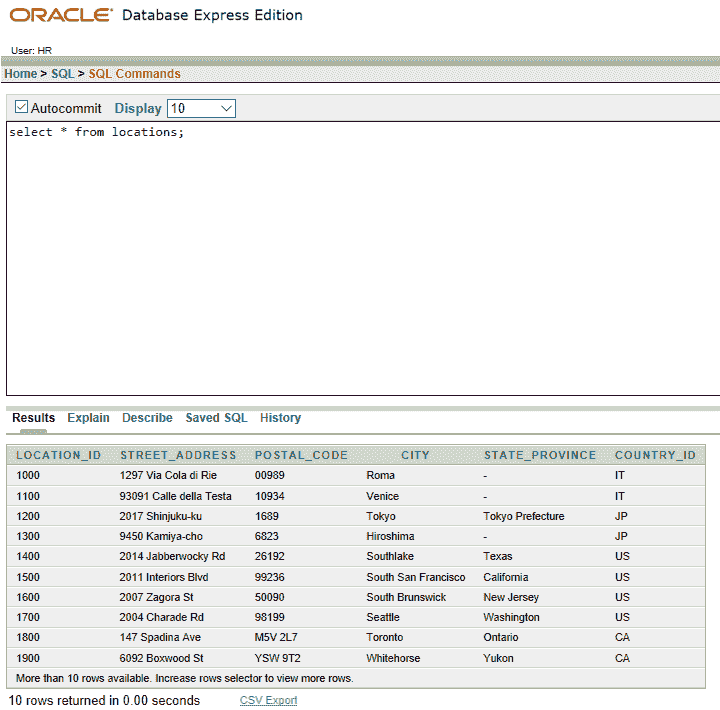 ORACLE Database Express Edition
User: HR
Home > SQL > SQL Commands
Autocommit Display 10
select * from locations;
Results Explain Describe Saved SQL History
LOCATION_ID STREET_ADDRESS POSTAL_CODE CITY STATE_PROVINCE COUNTRY_ID
1000 1297 Via Cola di Rie 00989 Roma - IT
1100 93091 Calle della Testa 10934 Venice - IT
1200 2017 Shinjuku-ku 1689 Tokyo Tokyo Prefecture JP
1300 9450 Kamiya-cho 6823 Hiroshima - JP
1400 2014 Jabberwocky Rd 26192 Southlake Texas US
1500 2011 Interiors Blvd 99236 South San Francisco California US
1600 2007 Zagora St 50090 South Brunswick New Jersey US
1700 2004 Charade Rd 98199 Seattle Washington US
1800 147 Spadina Ave M5V 2L7 Toronto Ontario CA
1900 6092 Boxwood St YSW 9T2 Whitehorse Yukon CA
More than 10 rows available. Increase rows selector to view more rows.
10 rows returned in 0.00 seconds CSV Export